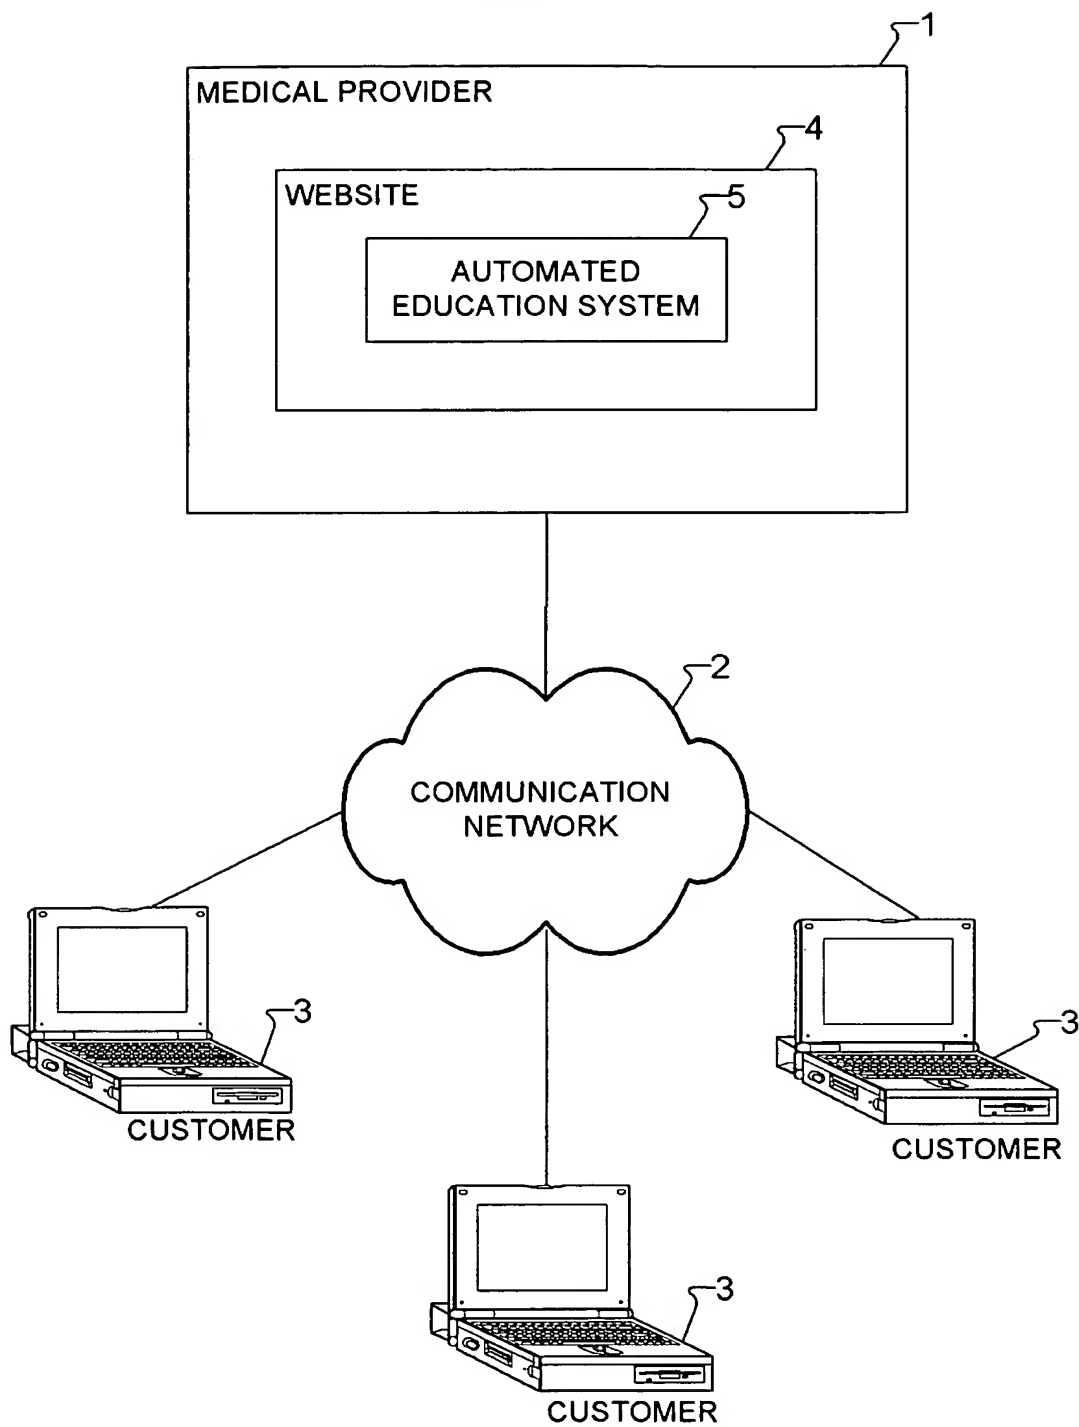 1
MEDICAL PROVIDER
4
WEBSITE
5
AUTOMATED
EDUCATION SYSTEM
2
COMMUNICATION
NETWORK
3
CUSTOMER
3
CUSTOMER
3
CUSTOMER